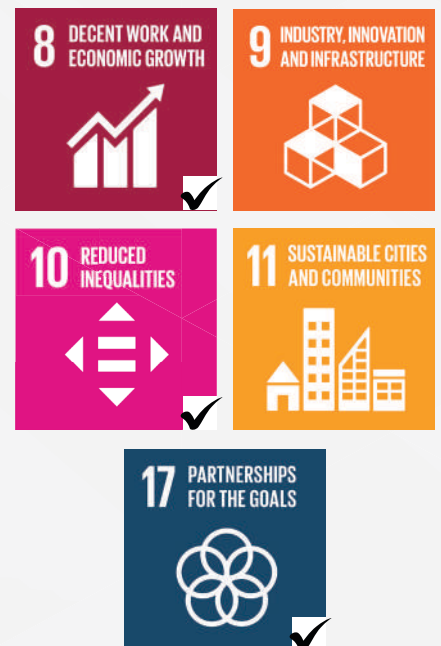 8 DECENT WORK AND
ECONOMIC GROWTH
9 INDUSTRY, INNOVATION
AND INFRASTRUCTURE
10 REDUCED
INEQUALITIES
11 SUSTAINABLE CITIES
AND COMMUNITIES
17 PARTNERSHIPS
FOR THE GOALS